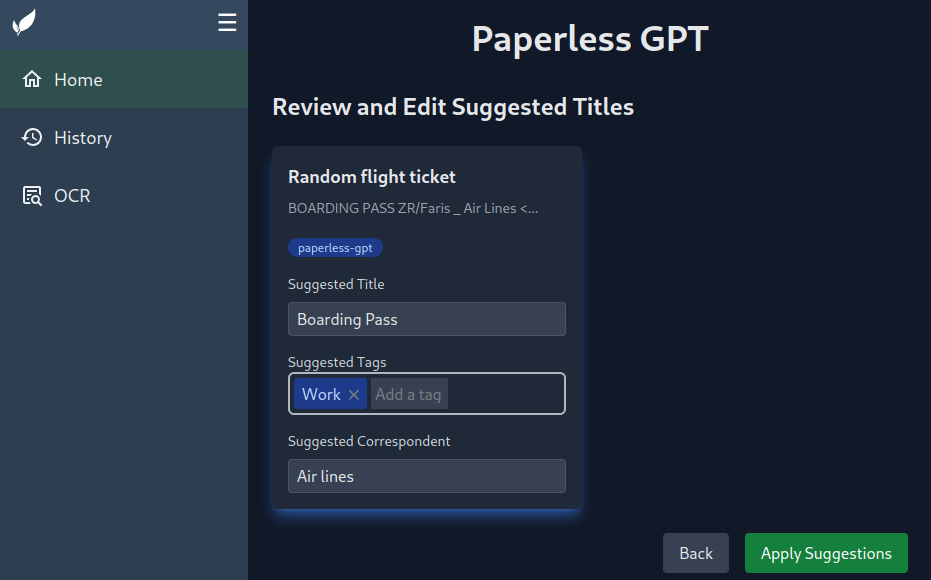 Paperless GPT
Home
History
OCR
Review and Edit Suggested Titles
Random flight ticket
BOARDING PASS ZR/Faris _ Air Lines <...
paperless-gpt
Suggested Title
Boarding Pass
Suggested Tags
Work × Add a tag
Suggested Correspondent
Air lines
Back Apply Suggestions